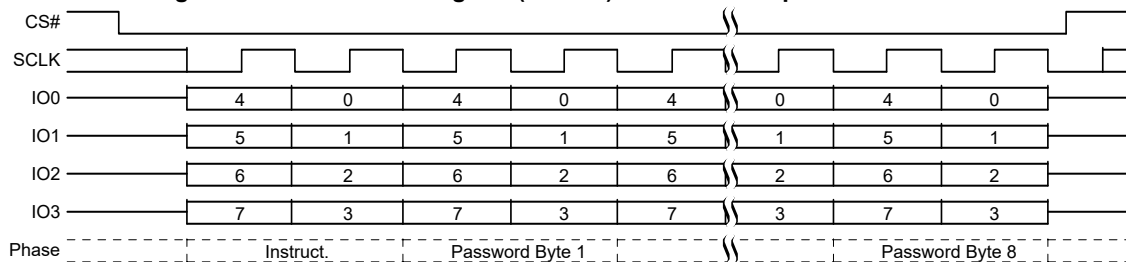 CS#
SCLK
IO0 4 0 4 0 4 0 4 0
IO1 5 1 5 1 5 1 5 1
IO2 6 2 6 2 6 2 6 2
IO3 7 3 7 3 7 3 7 3
Phase Instruct. Password Byte 1 Password Byte 8